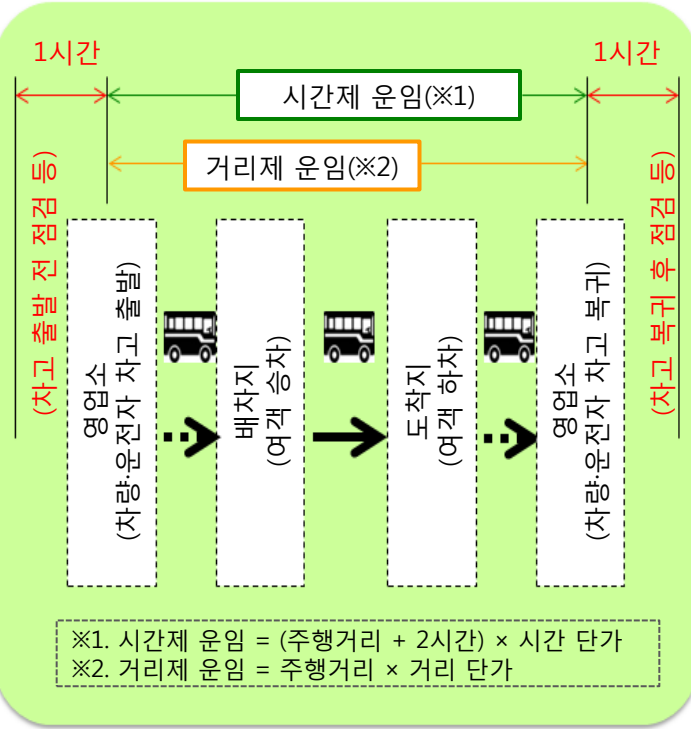 1시간
1시간
시간제 운임(※1)
거리제 운임(※2)
(차고 출발 전 점검 등)
영업소
(차량·운전자 차고 출발)
배차지
(여객 승차)
도착지
(여객 하차)
영업소
(차량·운전자 차고 복귀)
(차고 복귀 후 점검 등)
※1. 시간제 운임 = (주행거리 + 2시간) × 시간 단가
※2. 거리제 운임 = 주행거리 × 거리 단가